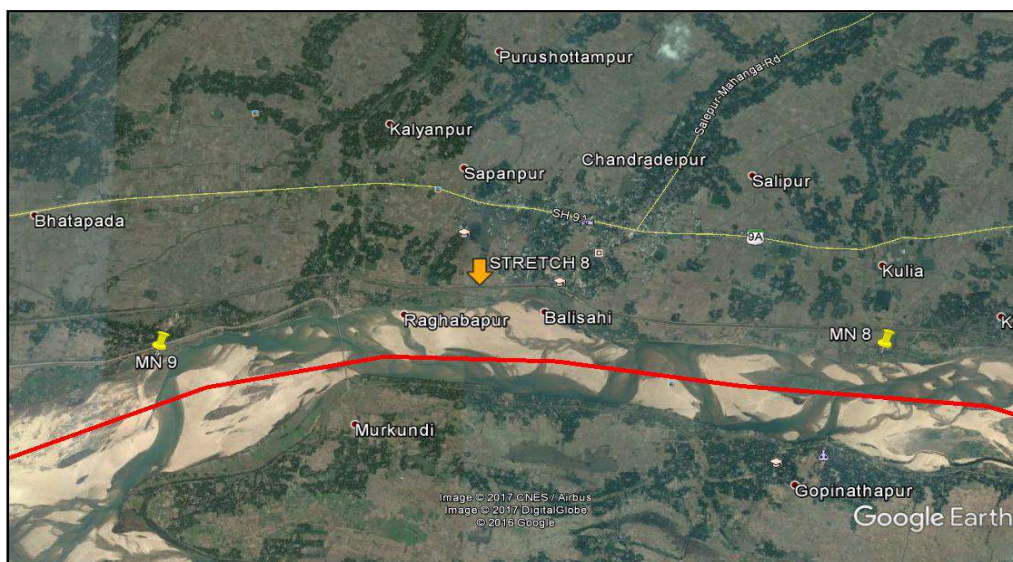 Purushottampur
Salepur-Mahanga-Rd
Kalyanpur
Chandradeipur
Sapanpur
Salipur
Bhatapada
SH 9A
9A
STRETCH 8
Kulia
Raghabapur
Balisahi
K
MN 8
MN 9
Murkundi
Gopinathapur
Image © 2017 CNES / Airbus
Image © 2017 DigitalGlobe
© 2016 Google
Google Earth